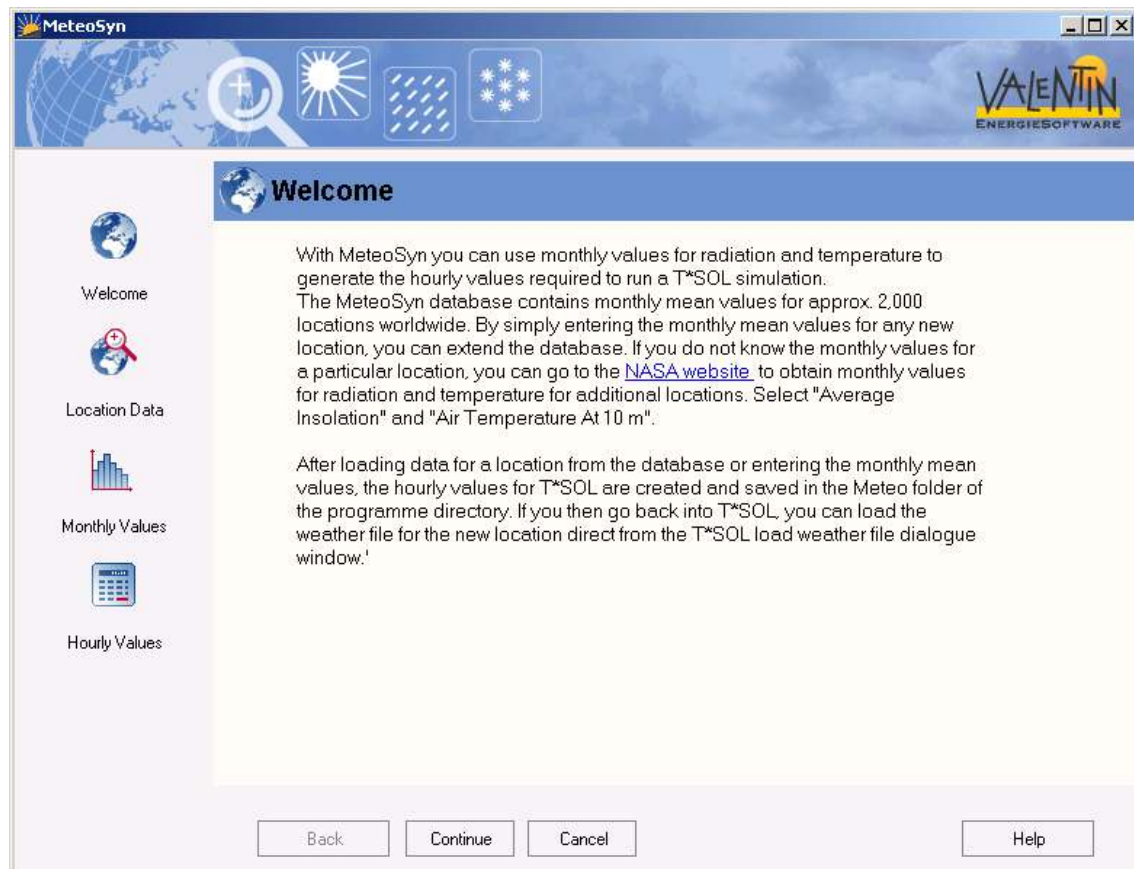 MeteoSyn
VALENTIN
ENERGIESOFTWARE
Welcome
Welcome
Location Data
Monthly Values
Hourly Values
With MeteoSyn you can use monthly values for radiation and temperature to
generate the hourly values required to run a T*SOL simulation.
The MeteoSyn database contains monthly mean values for approx. 2,000
locations worldwide. By simply entering the monthly mean values for any new
location, you can extend the database. If you do not know the monthly values for
a particular location, you can go to the NASA website to obtain monthly values
for radiation and temperature for additional locations. Select "Average
Insolation" and "Air Temperature At 10 m".
After loading data for a location from the database or entering the monthly mean
values, the hourly values for T*SOL are created and saved in the Meteo folder of
the programme directory. If you then go back into T*SOL, you can load the
weather file for the new location direct from the T*SOL load weather file dialogue
window.'
Back Continue Cancel Help